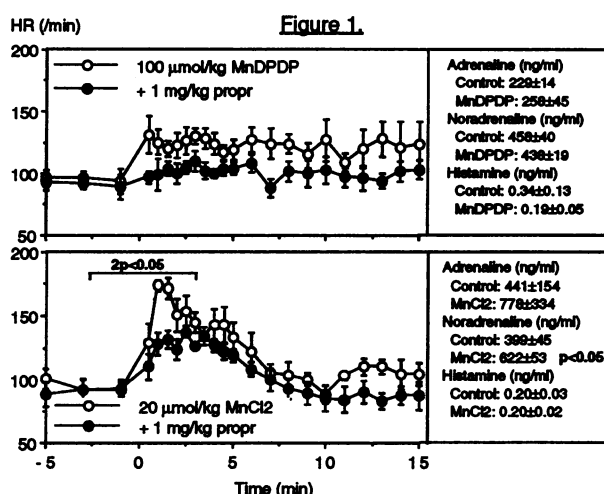 HR (/min)
Figure 1.
200
150
100
50
100 μmol/kg MnDPDP
+ 1 mg/kg propr
Adrenaline (ng/ml)
Control: 229±14
MnDPDP: 258±45
Noradrenaline (ng/ml)
Control: 458±40
MnDPDP: 436±19
Histamine (ng/ml)
Control: 0.34±0.13
MnDPDP: 0.19±0.05
200
150
100
50
2p<0.05
20 μmol/kg MnCl2
+ 1 mg/kg propr
Adrenaline (ng/ml)
Control: 441±154
MnCl2: 778±334
Noradrenaline (ng/ml)
Control: 399±45
MnCl2: 622±53 p<0.05
Histamine (ng/ml)
Control: 0.20±0.03
MnCl2: 0.20±0.02
-5 0 5 10 15
Time (min)